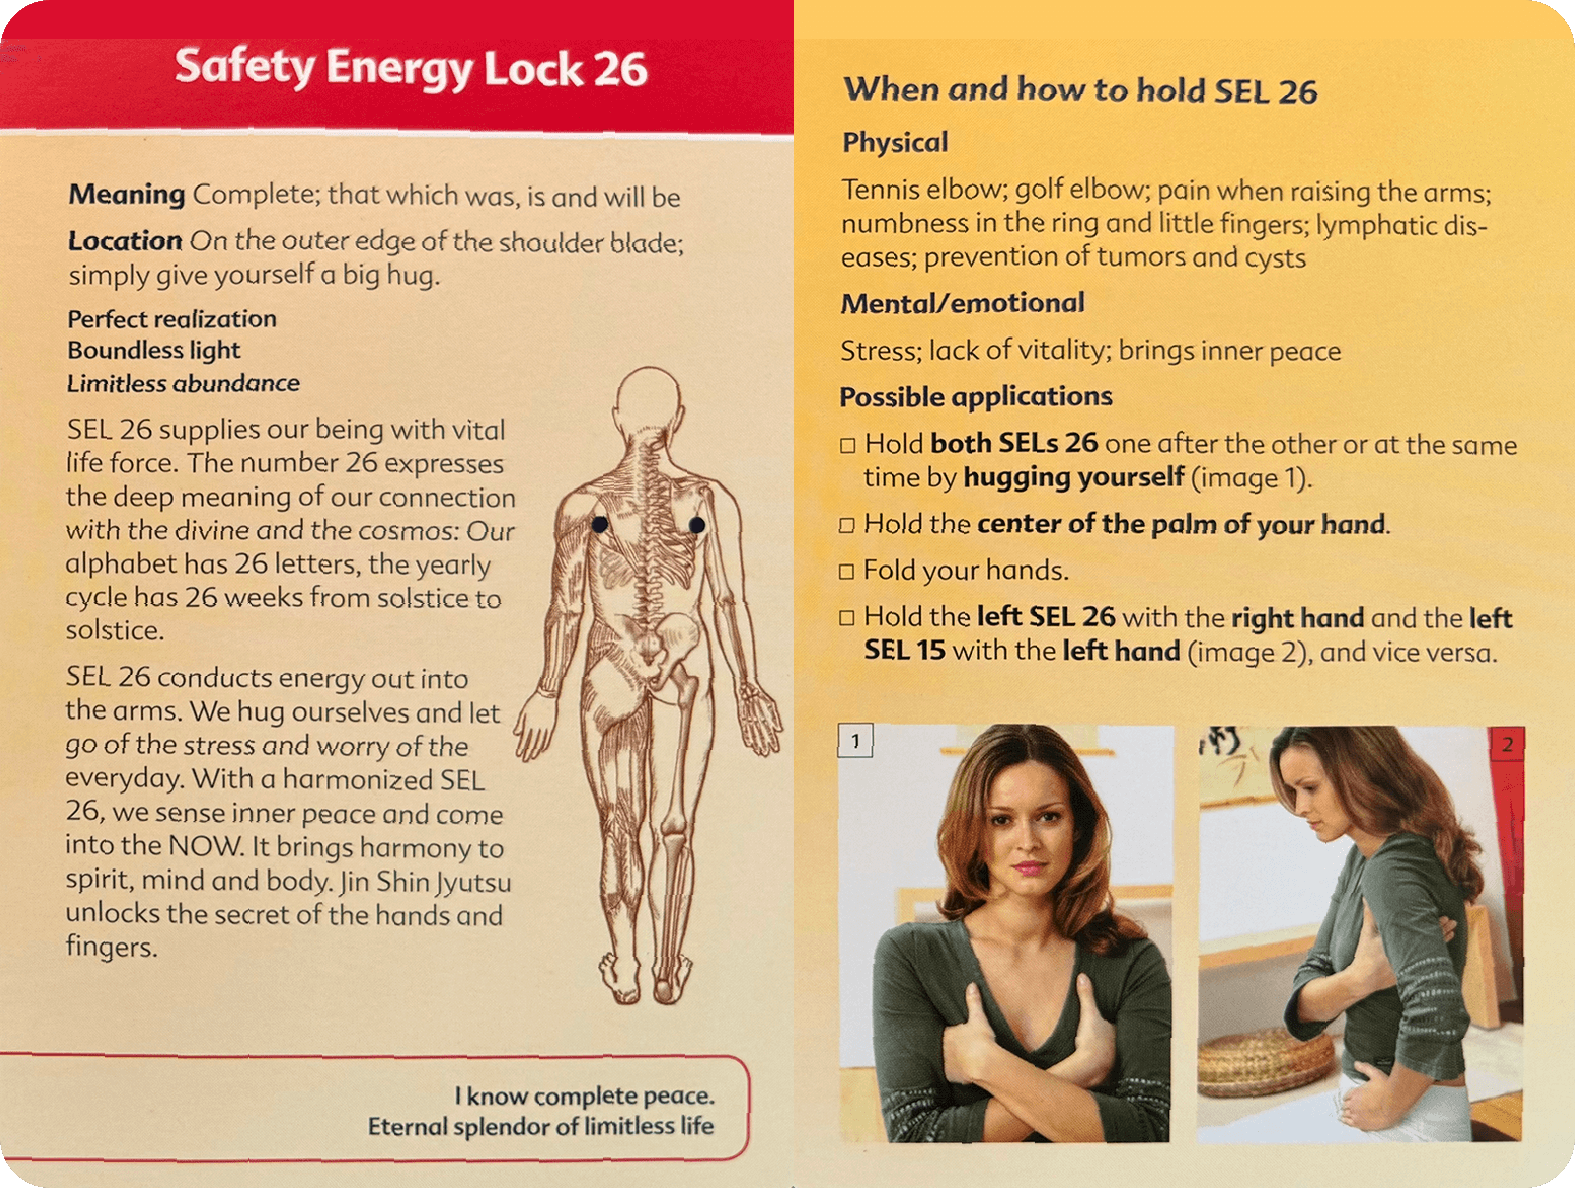 Safety Energy Lock 26
Meaning Complete; that which was, is and will be
Location On the outer edge of the shoulder blade;
simply give yourself a big hug.
Perfect realization
Boundless light
Limitless abundance
SEL 26 supplies our being with vital
life force. The number 26 expresses
the deep meaning of our connection
with the divine and the cosmos: Our
alphabet has 26 letters, the yearly
cycle has 26 weeks from solstice to
solstice.
SEL 26 conducts energy out into
the arms. We hug ourselves and let
go of the stress and worry of the
everyday. With a harmonized SEL
26, we sense inner peace and come
into the NOW. It brings harmony to
spirit, mind and body. Jin Shin Jyutsu
unlocks the secret of the hands and
fingers.
I know complete peace.
Eternal splendor of limitless life
When and how to hold SEL 26
Physical
Tennis elbow; golf elbow; pain when raising the arms;
numbness in the ring and little fingers; lymphatic dis-
eases; prevention of tumors and cysts
Mental/emotional
Stress; lack of vitality; brings inner peace
Possible applications
□ Hold both SELs 26 one after the other or at the same
time by hugging yourself (image 1).
□ Hold the center of the palm of your hand.
□ Fold your hands.
□ Hold the left SEL 26 with the right hand and the left
SEL 15 with the left hand (image 2), and vice versa.
1
2